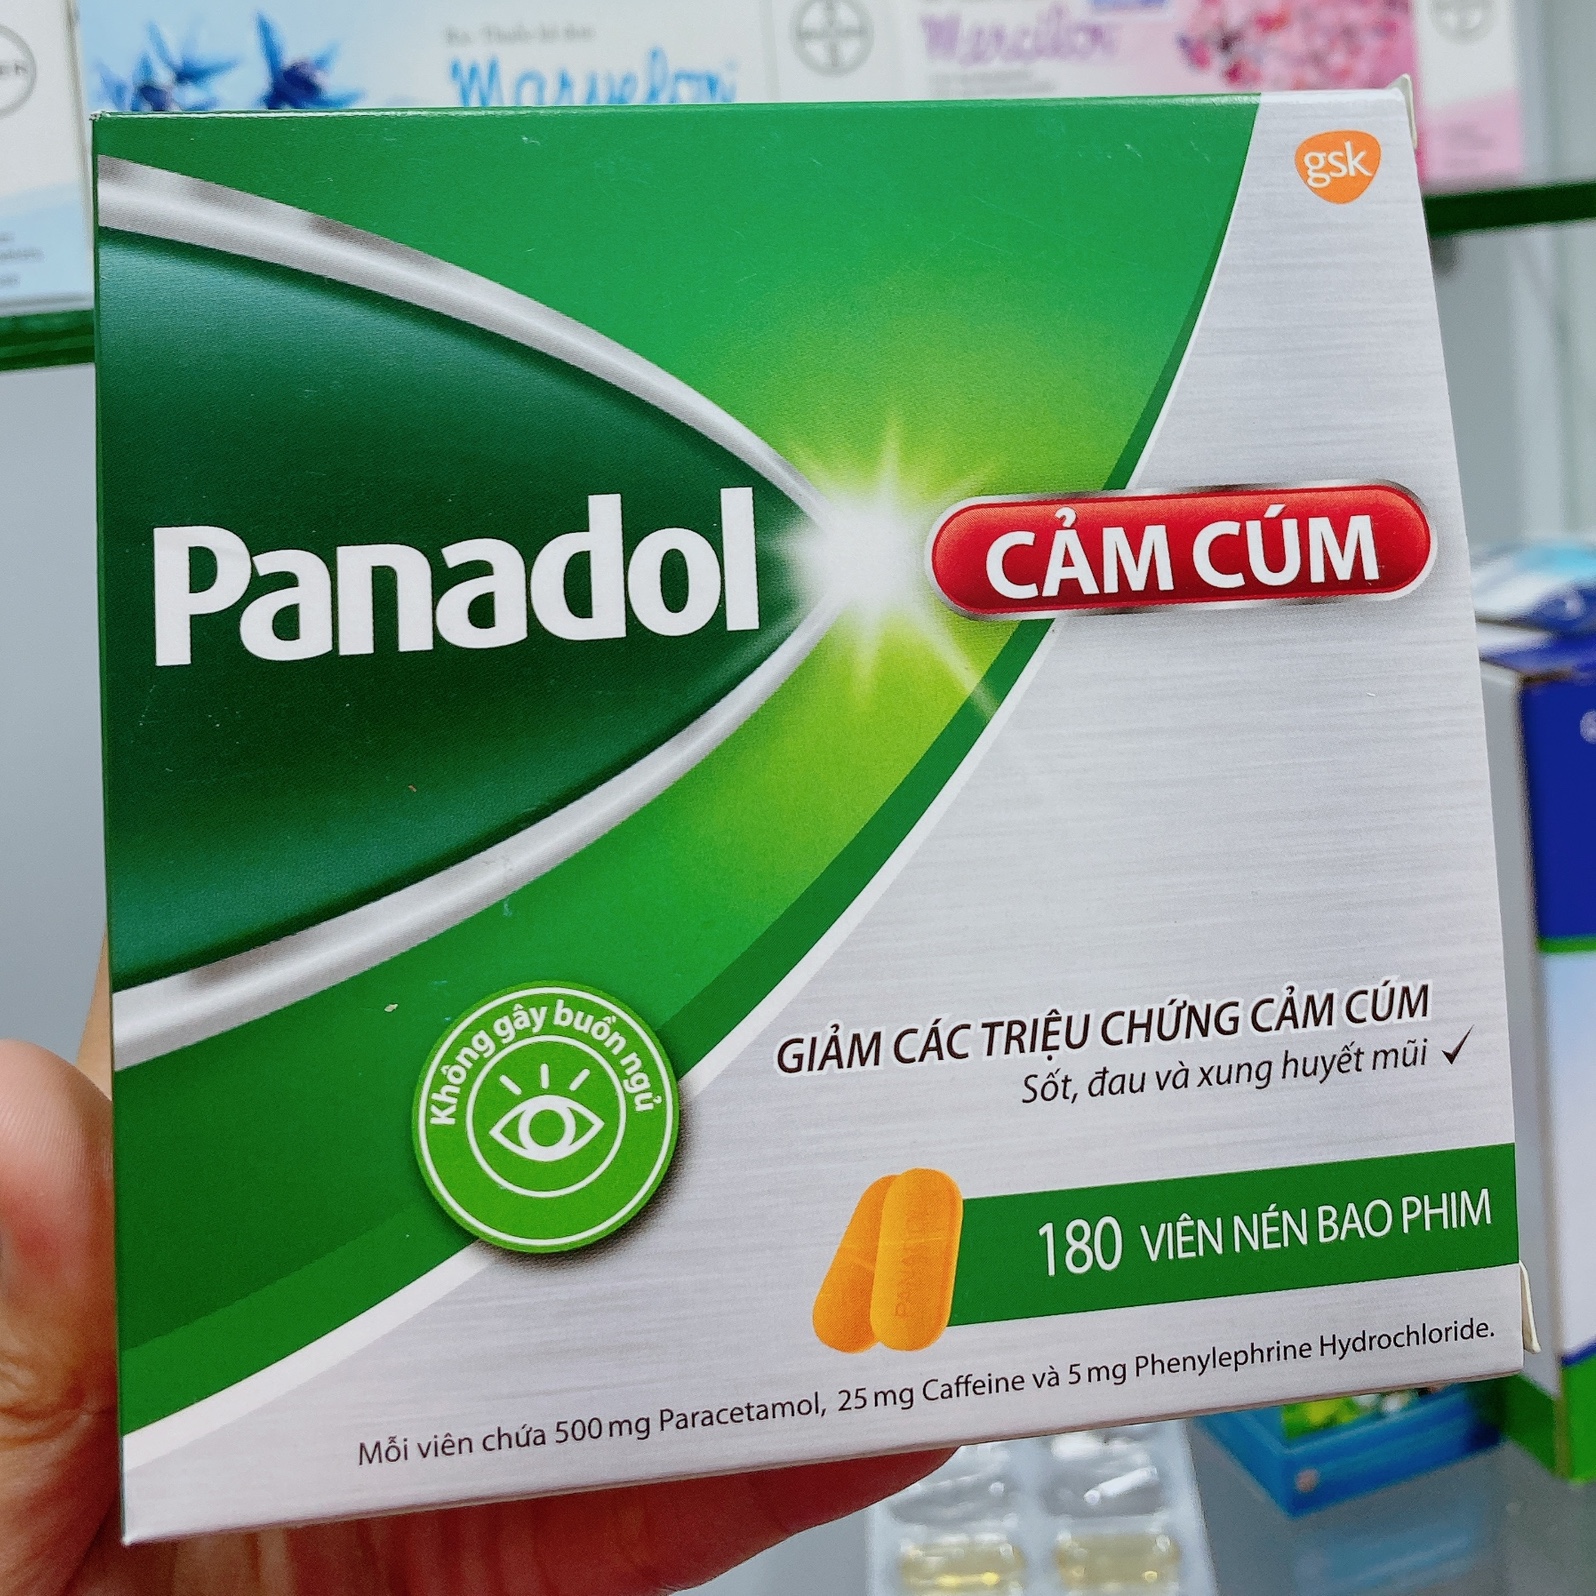 Marvelon
Mercilon
gsk
Panadol
CẢM CÚM
GIẢM CÁC TRIỆU CHỨNG CẢM CÚM
Sốt, đau và xung huyết mũi ✓
Không gây buồn ngủ
180 VIÊN NÉN BAO PHIM
Mỗi viên chứa 500 mg Paracetamol, 25 mg Caffeine và 5 mg Phenylephrine Hydrochloride.